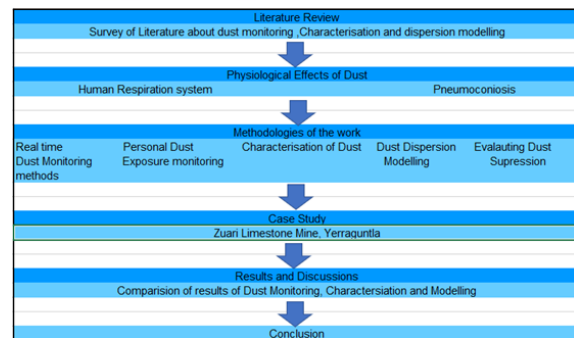 Literature Review
Survey of Literature about dust monitoring ,Characterisation and dispersion modelling
Physiological Effects of Dust
Human Respiration system Pneumoconiosis
Methodologies of the work
Real time Personal Dust Characterisation of Dust Dust Dispersion Evalauting Dust
Dust Monitoring Exposure monitoring Modelling Supression
methods
Case Study
Zuari Limestone Mine, Yerraguntla
Results and Discussions
Comparision of results of Dust Monitoring, Charactersiation and Modelling
Conclusion